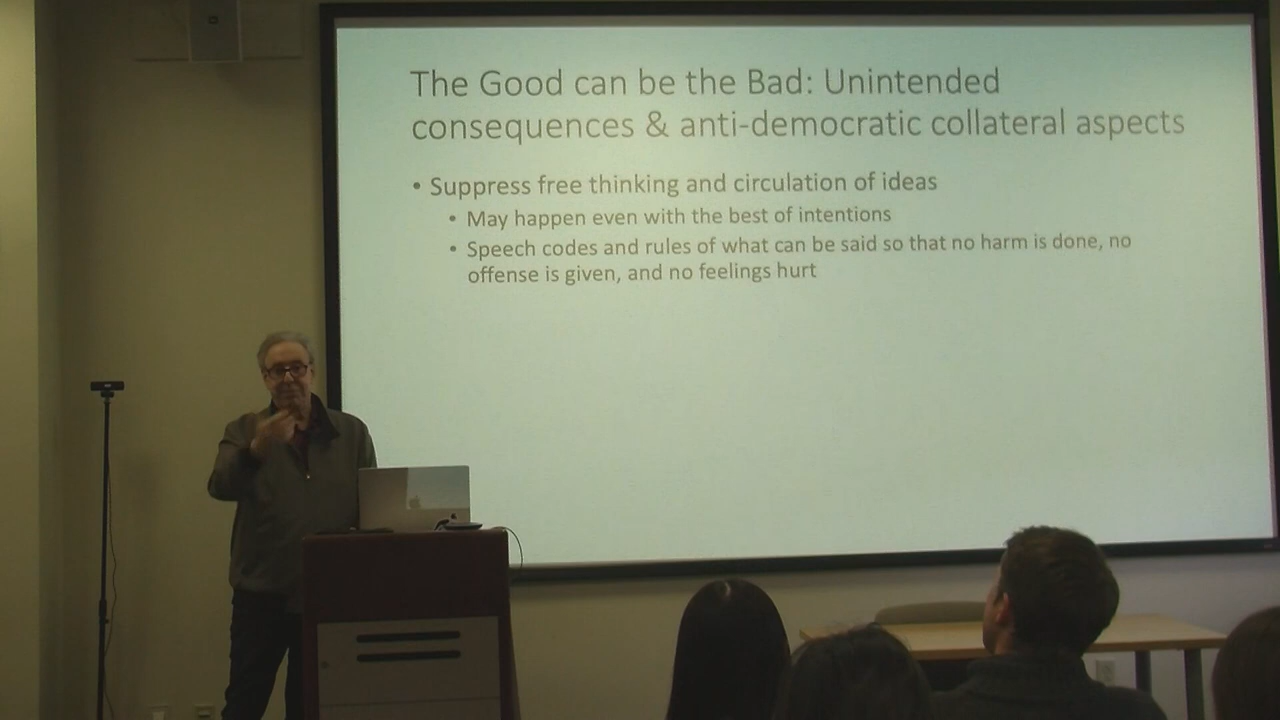 The Good can be the Bad: Unintended
consequences & anti-democratic collateral aspects
• Suppress free thinking and circulation of ideas
• May happen even with the best of intentions
• Speech codes and rules of what can be said so that no harm is done, no
offense is given, and no feelings hurt